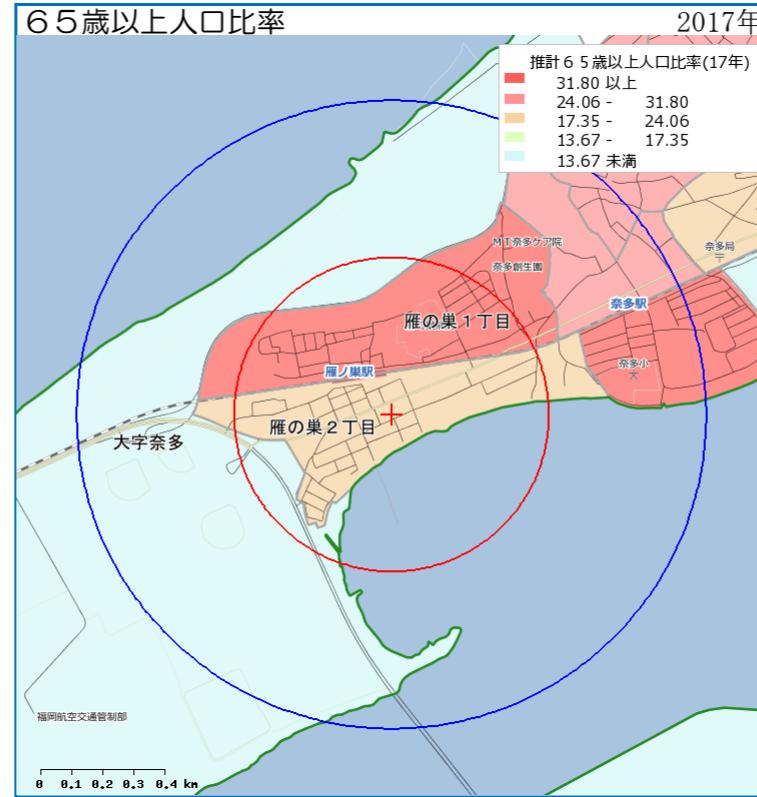 65歳以上人口比率
2017年
推計65歳以上人口比率(17年)
31.80 以上
24.06 - 31.80
17.35 - 24.06
13.67 - 17.35
13.67 未満
MT奈多ケア院
奈多創生園
奈多局
奈多駅
雁の巣1丁目
奈多小
雁ノ巣駅
雁の巣2丁目
大字奈多
福岡航空交通管制部
0 0.1 0.2 0.3 0.4 km